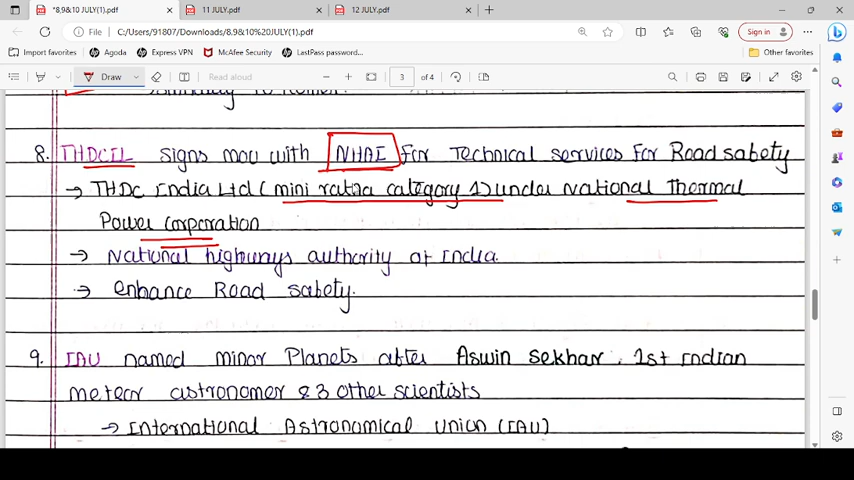 *8,9&10 JULY(1).pdf
11 JULY.pdf
12 JULY.pdf
File | C:/Users/91807/Downloads/8,9&10%20JULY(1).pdf
Sign in
Import favorites
Agoda
Express VPN
McAfee Security
LastPass password...
Other favorites
Draw
Read aloud
3 of 4
8. THDCIL signs mou with NHAI for Technical services for Road sabety
→ THDC India Ltd (mini ratna category 1) under National Thermal
Power Corporation
→ National highways authority of India.
→ enhance Road safety.
9. IAU named minor Planets after Aswin Sekhar, 1st Indian
meteor astronomer & 3 other scientists
→ International Astronomical Union (IAU)